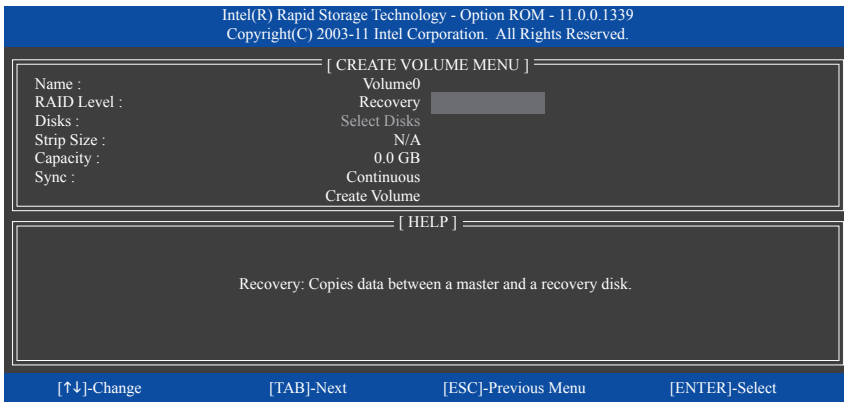 Intel(R) Rapid Storage Technology - Option ROM - 11.0.0.1339
Copyright(C) 2003-11 Intel Corporation. All Rights Reserved.
[ CREATE VOLUME MENU ]
Name : Volume0
RAID Level : Recovery
Disks : Select Disks
Strip Size : N/A
Capacity : 0.0 GB
Sync : Continuous
Create Volume
[ HELP ]
Recovery: Copies data between a master and a recovery disk.
[↑↓]-Change [TAB]-Next [ESC]-Previous Menu [ENTER]-Select